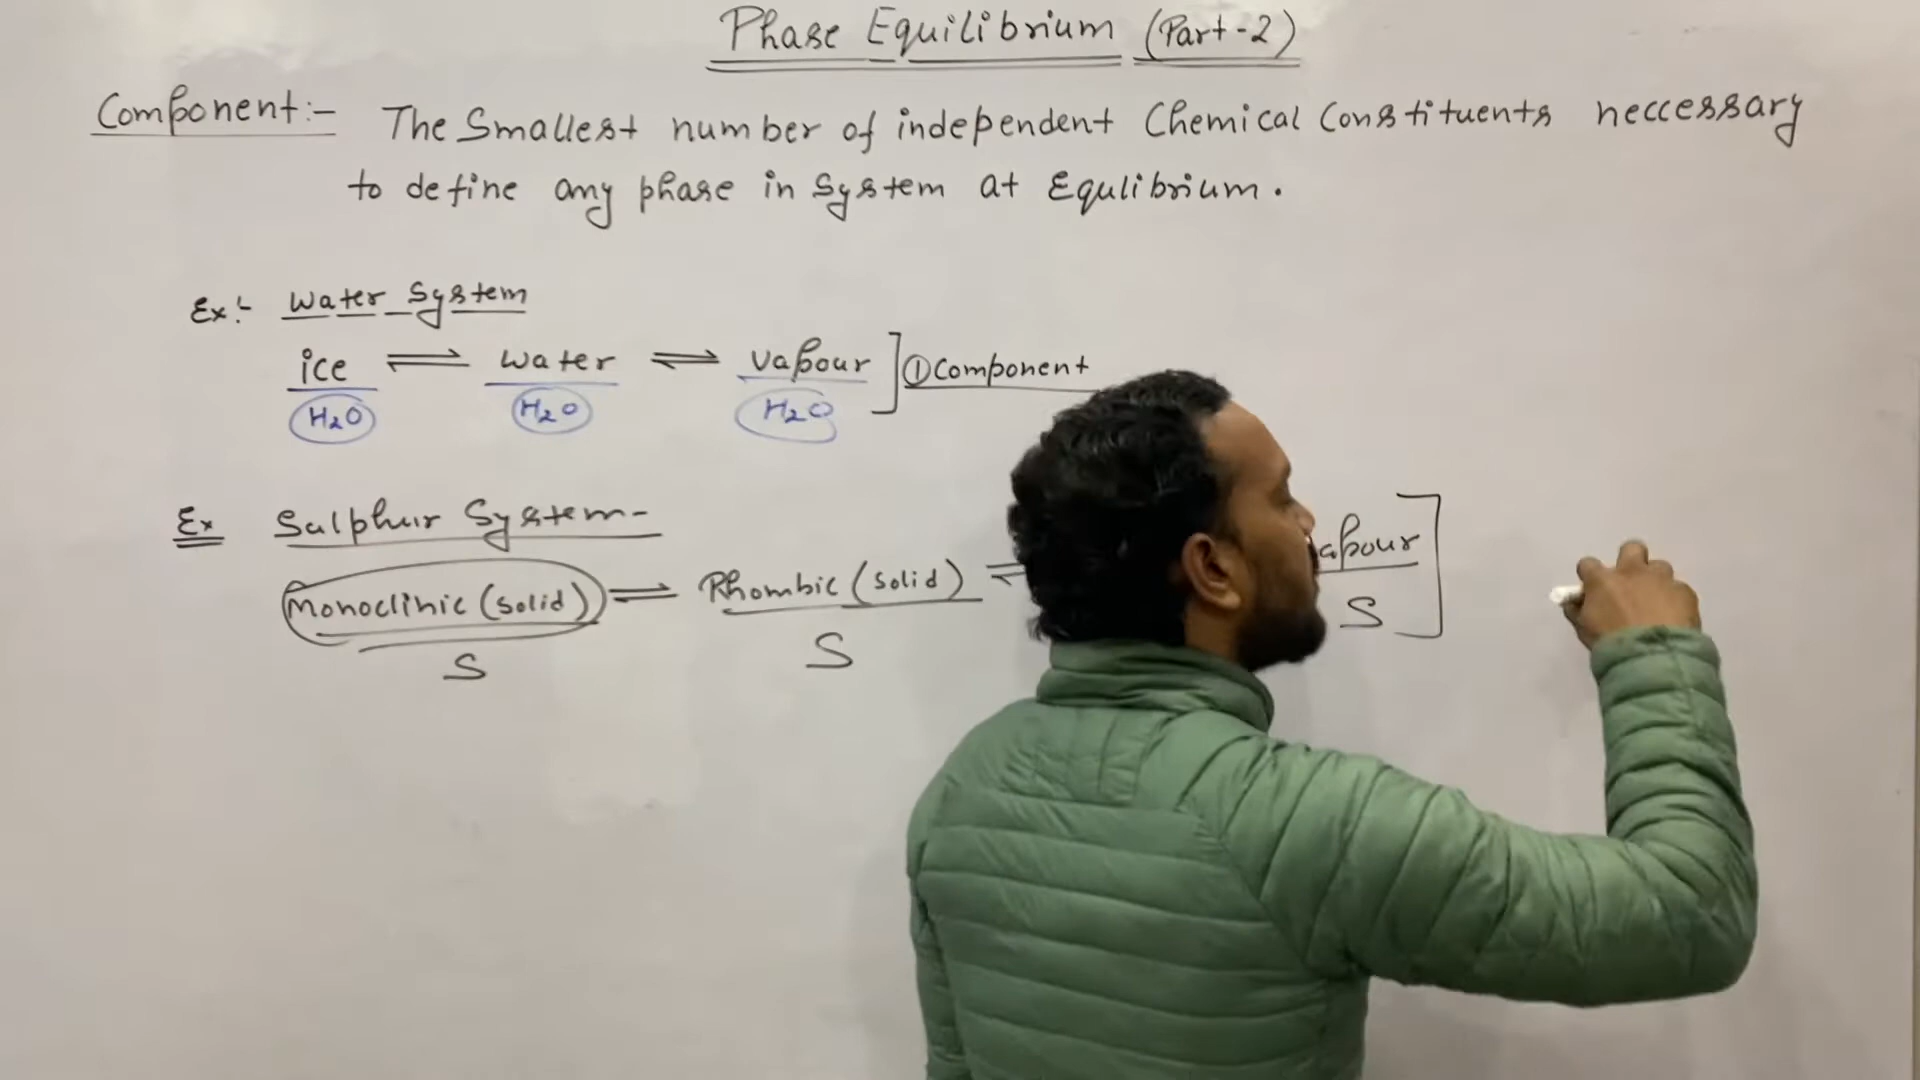 Phase Equilibrium (Part-2)
Component:- The Smallest number of independent Chemical Constituents neccessary
to define any phase in System at Equlibrium.
Ex:- Water System
ice ⇌ Water ⇌ Vapour ] ① Component
H₂O H₂O H₂O
Ex Sulphur System-
Monoclinic (Solid) ⇌ Rhombic (Solid) ⇌ apour ]
S S S